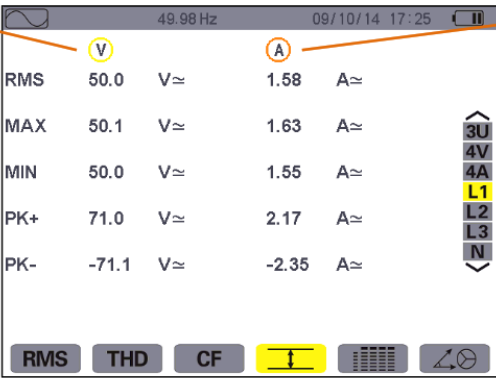 49.98 Hz 09/10/14 17:25
V A
RMS 50.0 V≃ 1.58 A≃
MAX 50.1 V≃ 1.63 A≃
MIN 50.0 V≃ 1.55 A≃
PK+ 71.0 V≃ 2.17 A≃
PK- -71.1 V≃ -2.35 A≃
3U
4V
4A
L1
L2
L3
N
RMS THD CF